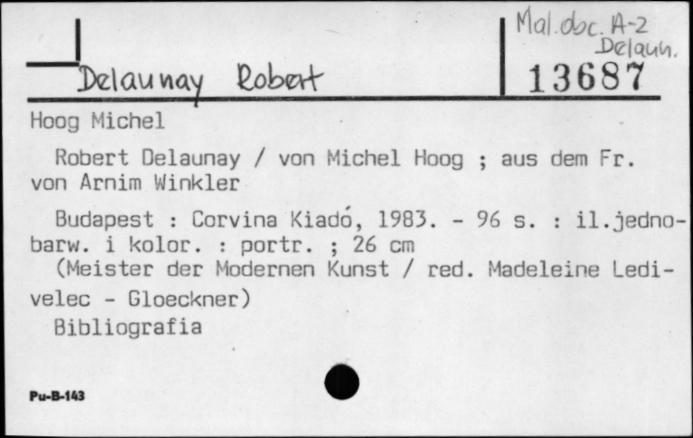 Mal.obc. A-2
Delaun.
Delaunay Robert
13687
Hoog Michel
Robert Delaunay / von Michel Hoog ; aus dem Fr.
von Arnim Winkler
Budapest : Corvina Kiadó, 1983. - 96 s. : il.jedno-
barw. i kolor. : portr. ; 26 cm
(Meister der Modernen Kunst / red. Madeleine Ledi-
velec - Gloeckner)
Bibliografia
Pu-B-143